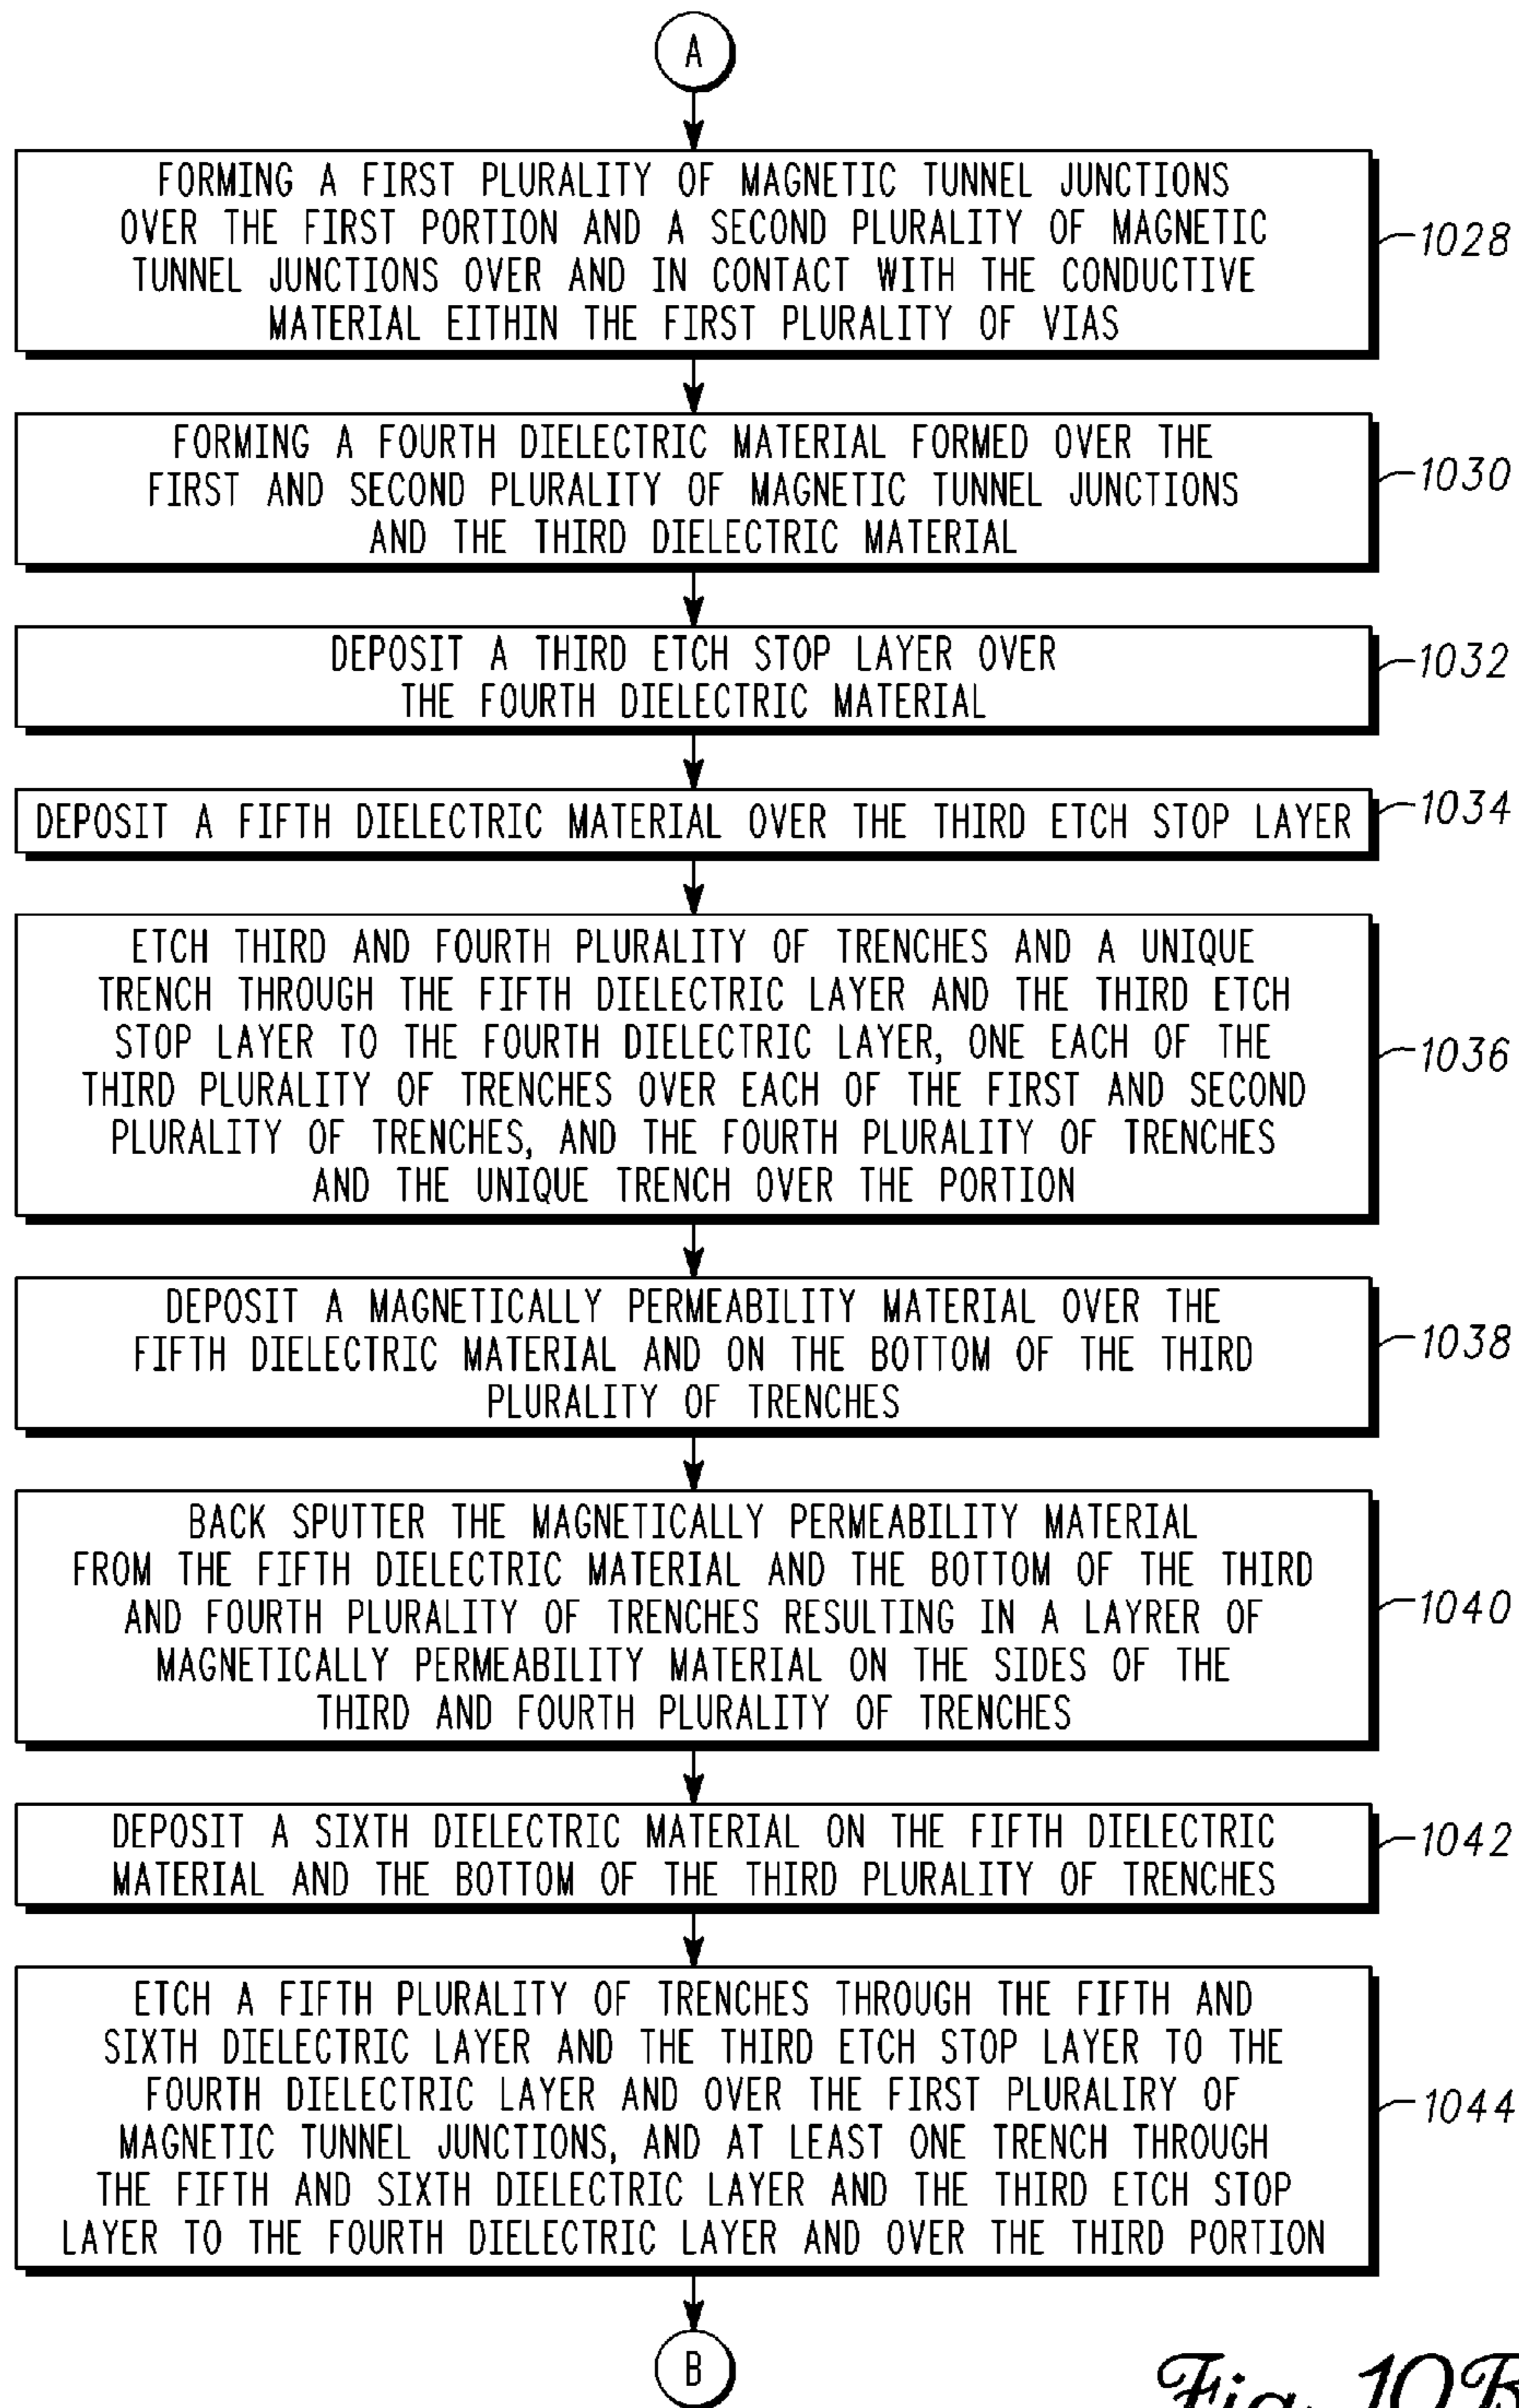 A
FORMING A FIRST PLURALITY OF MAGNETIC TUNNEL JUNCTIONS
OVER THE FIRST PORTION AND A SECOND PLURALITY OF MAGNETIC
TUNNEL JUNCTIONS OVER AND IN CONTACT WITH THE CONDUCTIVE
MATERIAL EITHIN THE FIRST PLURALITY OF VIAS
1028
FORMING A FOURTH DIELECTRIC MATERIAL FORMED OVER THE
FIRST AND SECOND PLURALITY OF MAGNETIC TUNNEL JUNCTIONS
AND THE THIRD DIELECTRIC MATERIAL
1030
DEPOSIT A THIRD ETCH STOP LAYER OVER
THE FOURTH DIELECTRIC MATERIAL
1032
DEPOSIT A FIFTH DIELECTRIC MATERIAL OVER THE THIRD ETCH STOP LAYER
1034
ETCH THIRD AND FOURTH PLURALITY OF TRENCHES AND A UNIQUE
TRENCH THROUGH THE FIFTH DIELECTRIC LAYER AND THE THIRD ETCH
STOP LAYER TO THE FOURTH DIELECTRIC LAYER, ONE EACH OF THE
THIRD PLURALITY OF TRENCHES OVER EACH OF THE FIRST AND SECOND
PLURALITY OF TRENCHES, AND THE FOURTH PLURALITY OF TRENCHES
AND THE UNIQUE TRENCH OVER THE PORTION
1036
DEPOSIT A MAGNETICALLY PERMEABILITY MATERIAL OVER THE
FIFTH DIELECTRIC MATERIAL AND ON THE BOTTOM OF THE THIRD
PLURALITY OF TRENCHES
1038
BACK SPUTTER THE MAGNETICALLY PERMEABILITY MATERIAL
FROM THE FIFTH DIELECTRIC MATERIAL AND THE BOTTOM OF THE THIRD
AND FOURTH PLURALITY OF TRENCHES RESULTING IN A LAYRER OF
MAGNETICALLY PERMEABILITY MATERIAL ON THE SIDES OF THE
THIRD AND FOURTH PLURALITY OF TRENCHES
1040
DEPOSIT A SIXTH DIELECTRIC MATERIAL ON THE FIFTH DIELECTRIC
MATERIAL AND THE BOTTOM OF THE THIRD PLURALITY OF TRENCHES
1042
ETCH A FIFTH PLURALITY OF TRENCHES THROUGH THE FIFTH AND
SIXTH DIELECTRIC LAYER AND THE THIRD ETCH STOP LAYER TO THE
FOURTH DIELECTRIC LAYER AND OVER THE FIRST PLURALIRY OF
MAGNETIC TUNNEL JUNCTIONS, AND AT LEAST ONE TRENCH THROUGH
THE FIFTH AND SIXTH DIELECTRIC LAYER AND THE THIRD ETCH STOP
LAYER TO THE FOURTH DIELECTRIC LAYER AND OVER THE THIRD PORTION
1044
B
Fig. 10B